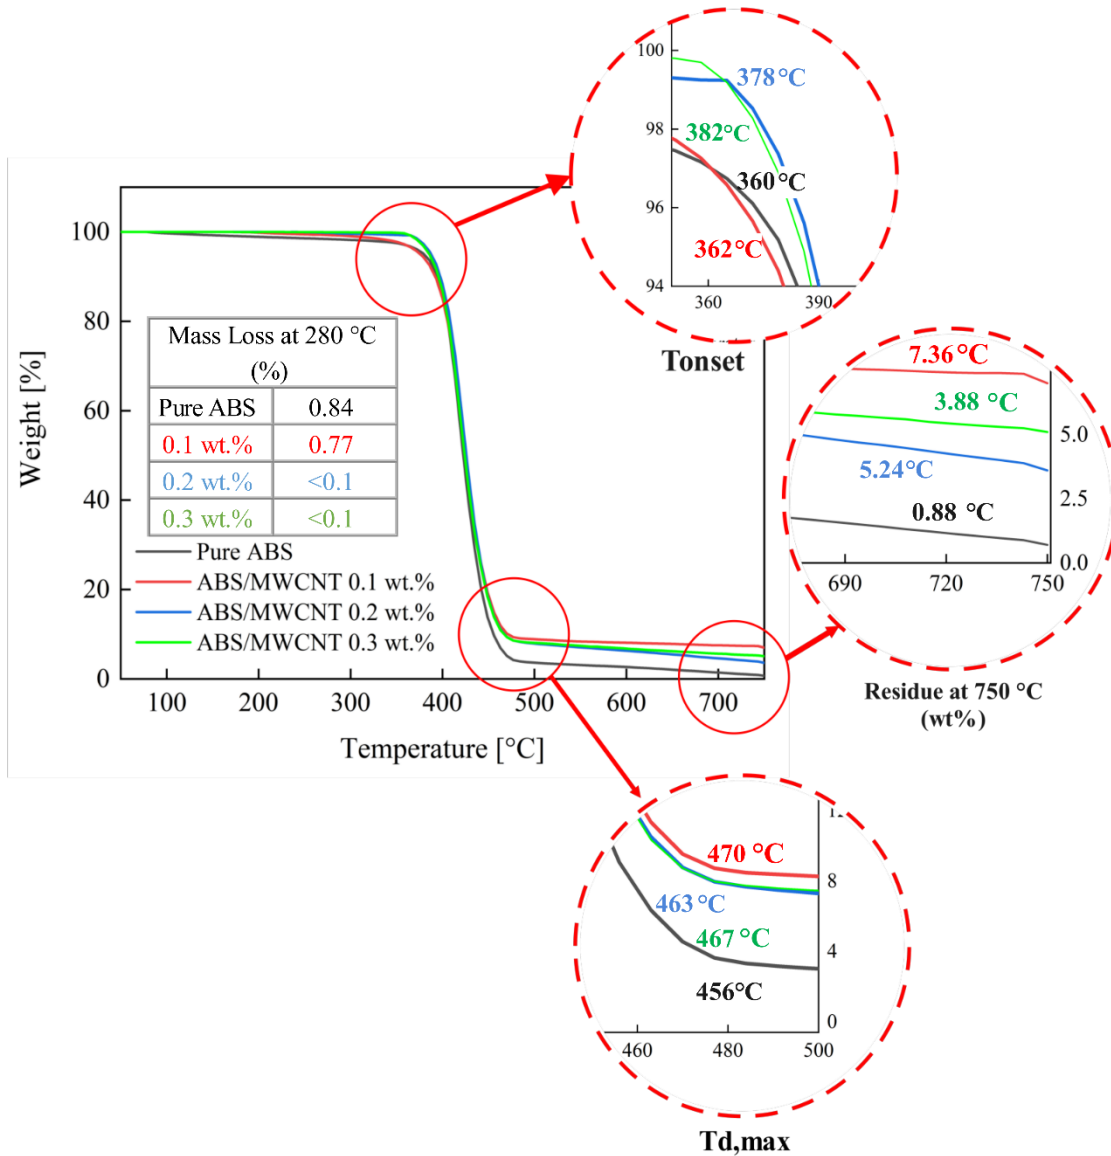 100
98
96
94
360
390
378°C
382°C
360°C
362°C
Tonset
100
80
60
40
20
0
Weight [%]
100
200
300
400
500
600
700
Temperature [°C]
Mass Loss at 280 °C
(%)
Pure ABS 0.84
0.1 wt.% 0.77
0.2 wt.% <0.1
0.3 wt.% <0.1
Pure ABS
ABS/MWCNT 0.1 wt.%
ABS/MWCNT 0.2 wt.%
ABS/MWCNT 0.3 wt.%
7.36°C
3.88 °C
5.24°C
0.88 °C
5.0
2.5
0.0
690
720
750
Residue at 750 °C
(wt%)
470 °C
463°C
467 °C
456°C
8
4
0
460
480
500
Td,max